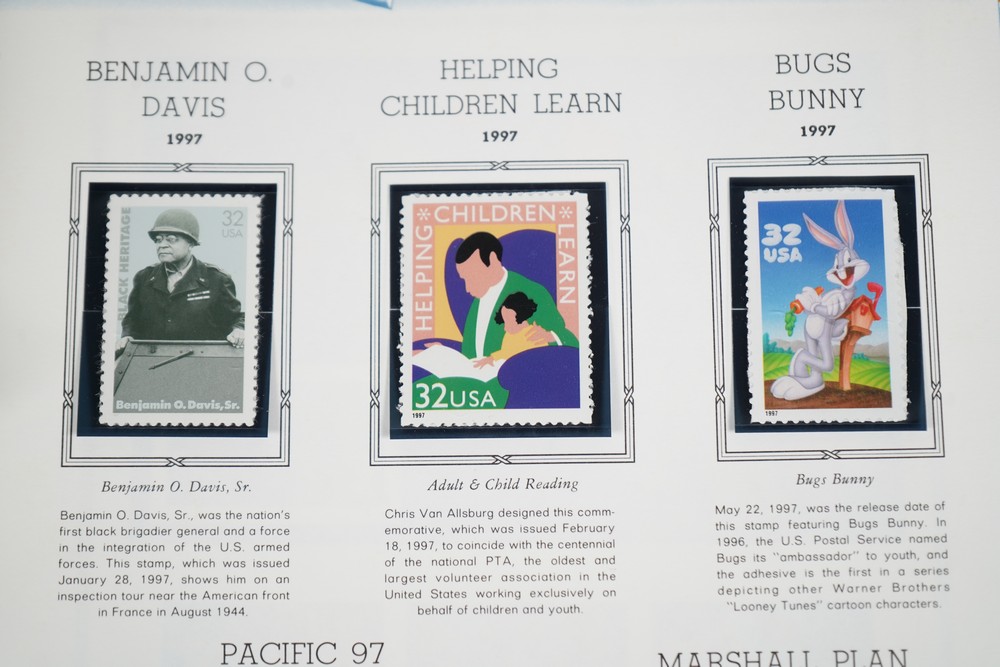 BENJAMIN O.
DAVIS
1997
BLACK HERITAGE
32
USA
Benjamin O. Davis, Sr.
Benjamin O. Davis, Sr.
Benjamin O. Davis, Sr., was the nation's
first black brigadier general and a force
in the integration of the U.S. armed
forces. This stamp, which was issued
January 28, 1997, shows him on an
inspection tour near the American front
in France in August 1944.
HELPING
CHILDREN LEARN
1997
HELPING
*CHILDREN*
LEARN
32USA
1997
Adult & Child Reading
Chris Van Allsburg designed this comm-
emorative, which was issued February
18, 1997, to coincide with the centennial
of the national PTA, the oldest and
largest volunteer association in the
United States working exclusively on
behalf of children and youth.
BUGS
BUNNY
1997
32
USA
1997
Bugs Bunny
May 22, 1997, was the release date of
this stamp featuring Bugs Bunny. In
1996, the U.S. Postal Service named
Bugs its "ambassador" to youth, and
the adhesive is the first in a series
depicting other Warner Brothers
"Looney Tunes" cartoon characters.
PACIFIC 97
MARSHALL PLAN